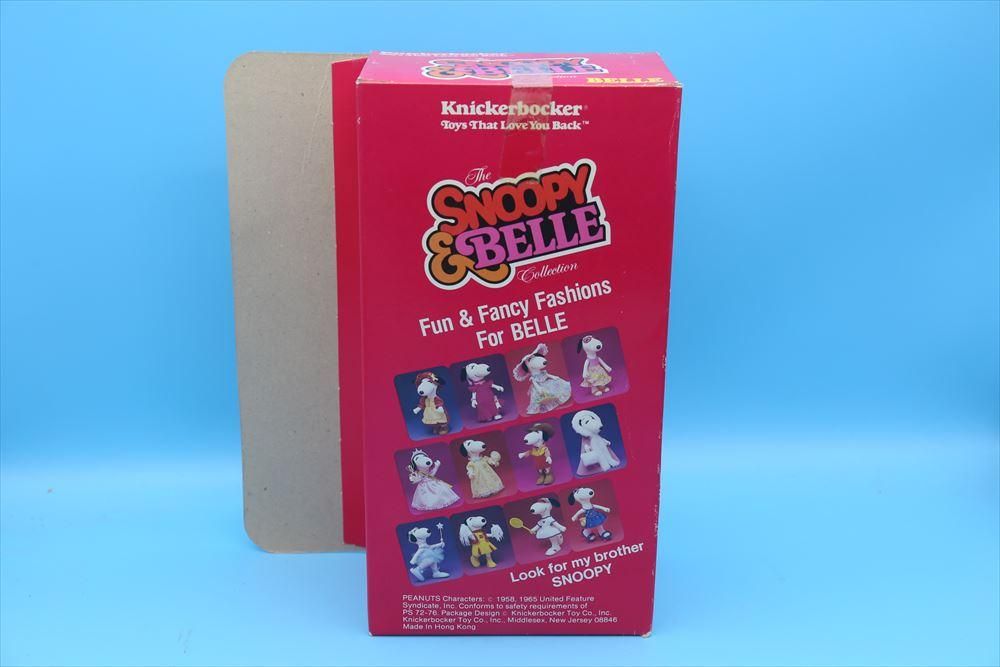 SNOOPY
& BELLE
BELLE
Knickerbocker®
Toys That Love You Back™
The
SNOOPY
& BELLE
Collection
Fun & Fancy Fashions
For BELLE
Look for my brother
SNOOPY
PEANUTS Characters: © 1958, 1965 United Feature
Syndicate, Inc. Conforms to safety requirements of
PS 72-76. Package Design © Knickerbocker Toy Co., Inc.
Knickerbocker Toy Co., Inc., Middlesex, New Jersey 08846
Made in Hong Kong